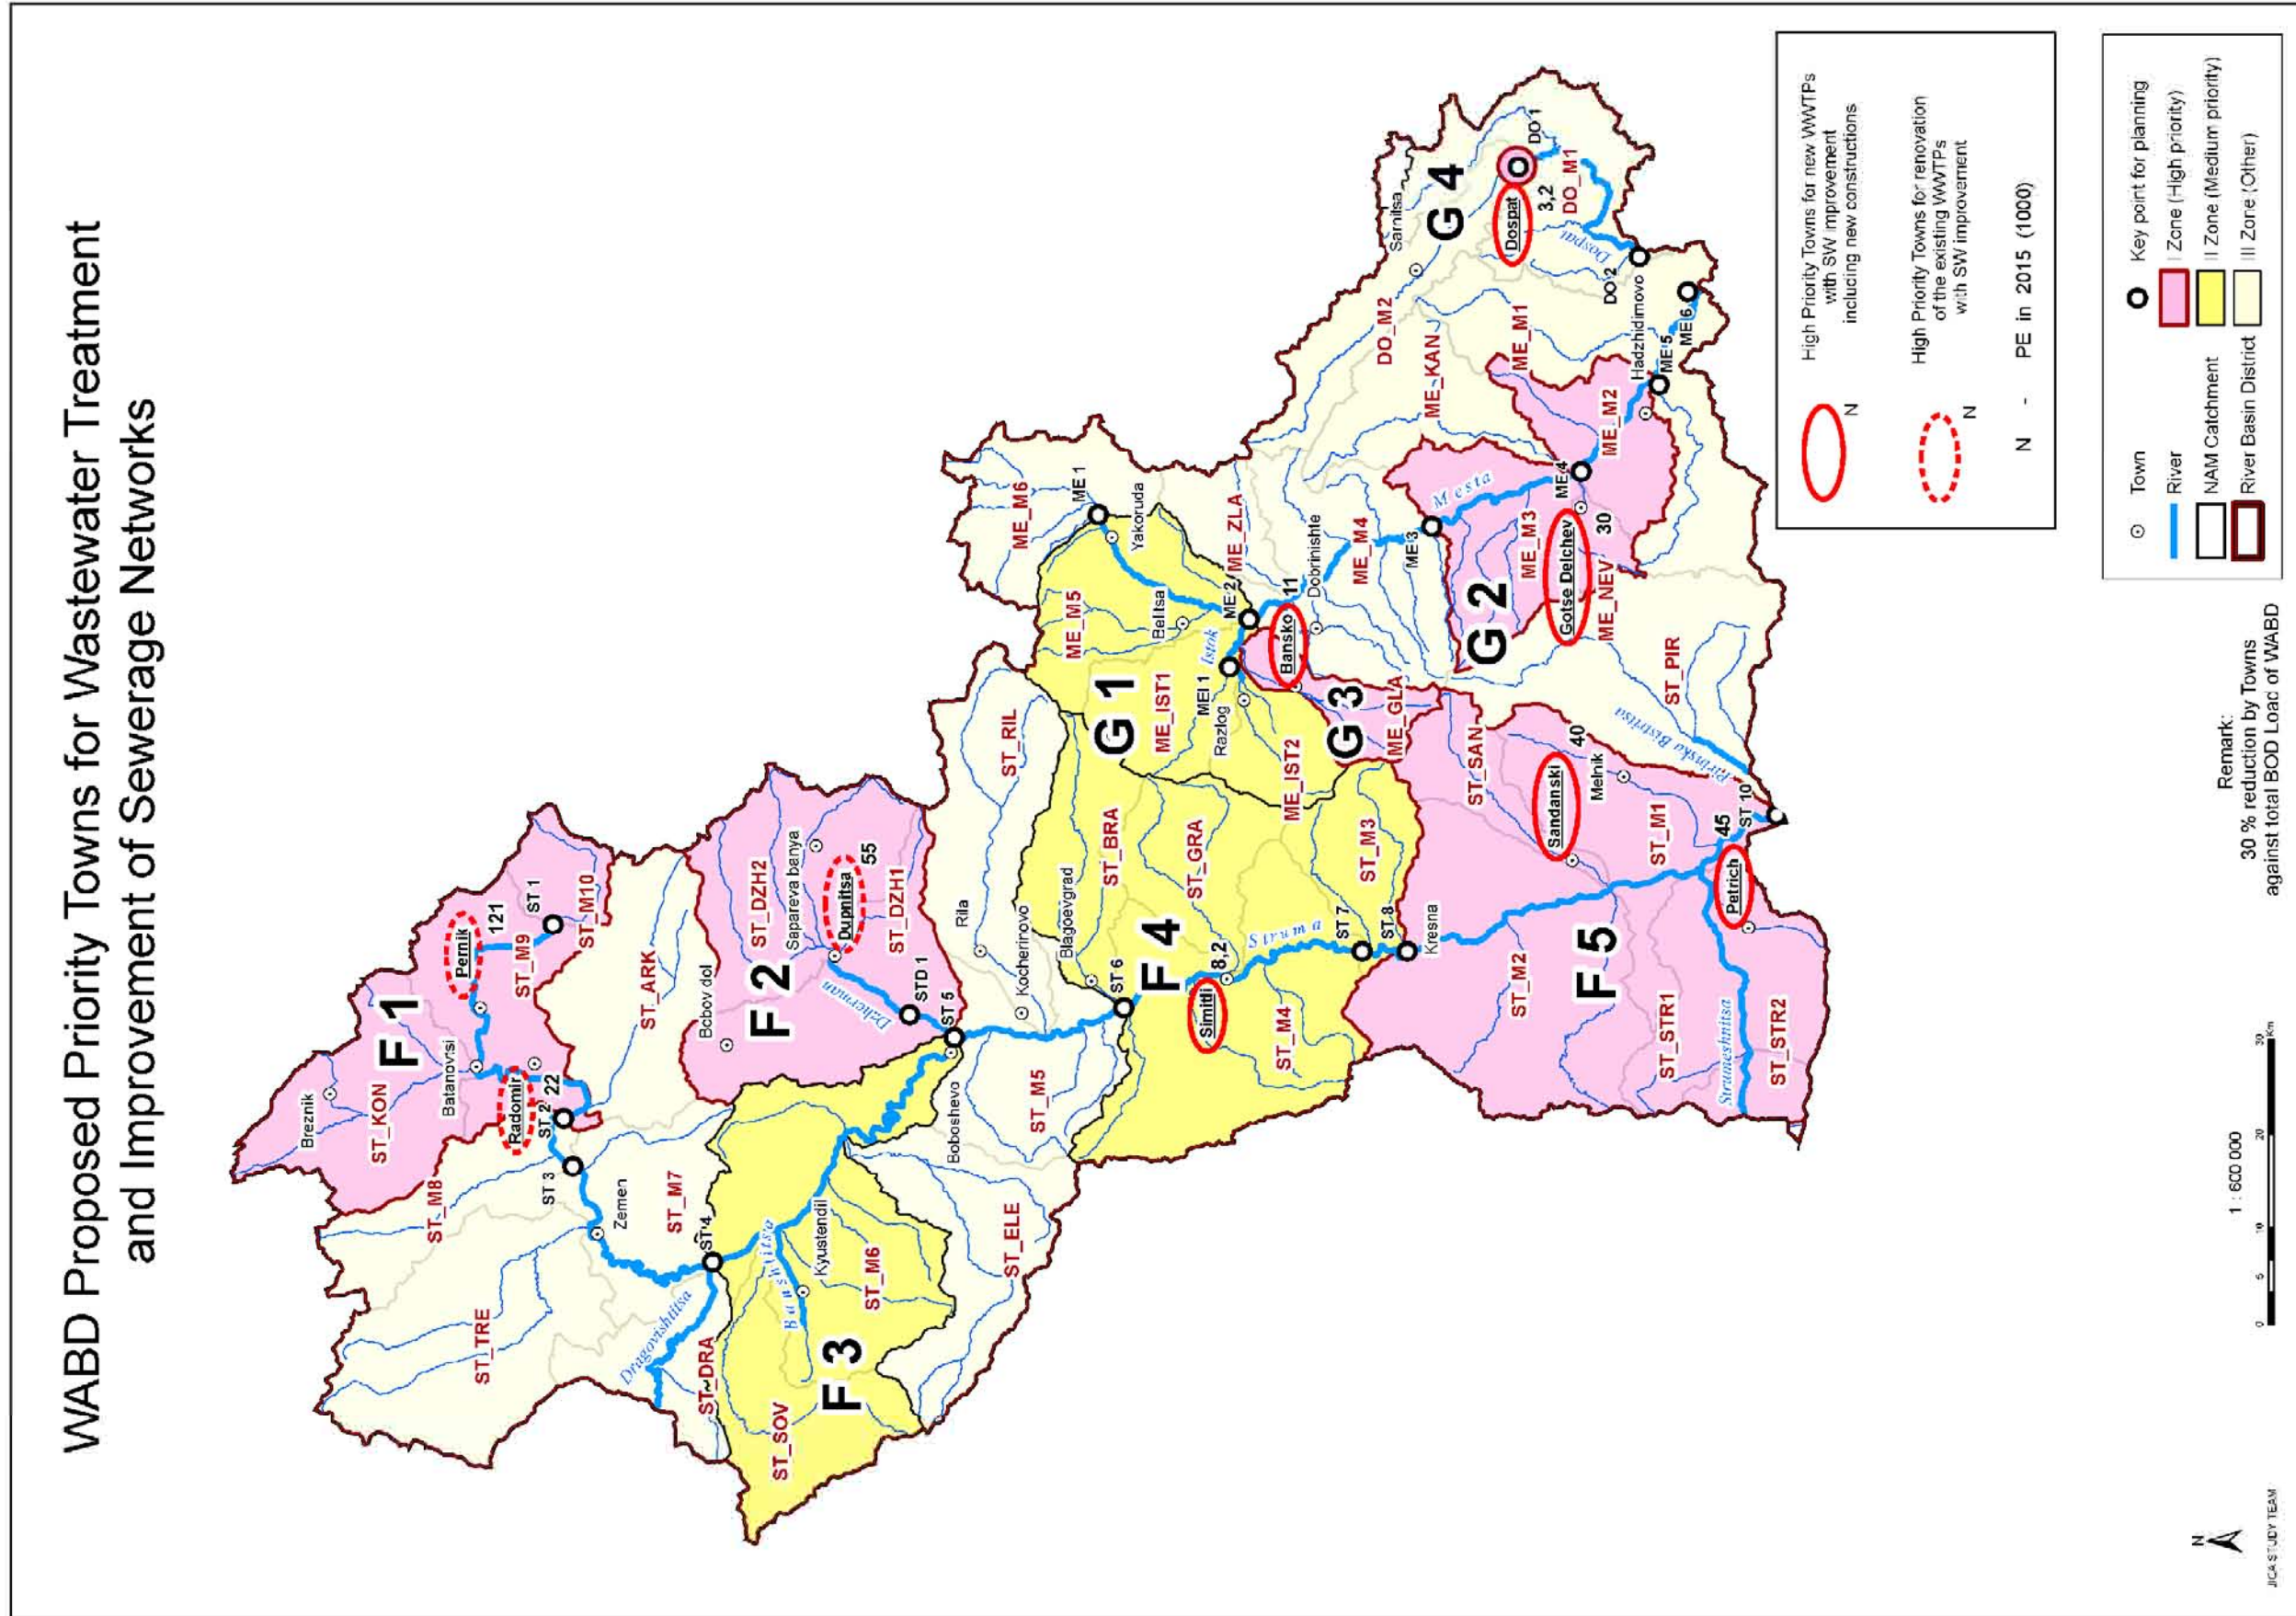 WABD Proposed Priority Towns for Wastewater Treatment
and Improvement of Sewerage Networks
Breznik
ST_KON
F 1
Batanovtsi
Pernik
121
ST_M9
ST 1
ST_M10
Radomir
22
ST 2
ST 3
ST_M8
Zemen
ST_TRE
ST_M7
ST_ARK
ST 4
Dragovishtitsa
ST_DRA
ST_SOV
F 3
Banswitsa
Kyustendil
ST_M6
ST_ELE
Bobov dol
F 2
ST_DZH2
Sapareva banya
Dupnitsa
55
ST_DZH1
Dzherman
STD 1
ST 5
Boboshevo
ST_M5
Rila
Kocherinovo
ST_RIL
Blagoevgrad
ST 6
ST_BRA
F 4
ST_GRA
Simitli
8,2
Struma
ST_M4
ST_M3
ST 7
ST 8
Kresna
ST_M2
F 5
ST_STR1
Strumeshnitsa
ST_STR2
Petrich
45
ST 10
ST_M1
Sandanski
40
Melnik
ST_SAN
Pirinska Bistritsa
ST_PIR
G 1
ME_M5
ME_IST1
ME_IST2
Razlog
MEI 1
Istok
Belitsa
ME 2
Yakoruda
ME 1
ME_M6
ME_ZLA
Bansko
11
Dobrinishte
G 3
ME_GLA
ME_M4
ME 3
Mesta
G 2
ME_M3
Gotse Delchev
30
ME_NEV
ME 4
ME_M2
Hadzhidimovo
ME 5
ME 6
ME_M1
ME_KAN
DO_M2
Sarnitsa
G 4
Dospat
3,2
DO_M1
DO 1
Dospat
DO 2
High Priority Towns for new WWTPs
with SW improvement
including new constructions
N
High Priority Towns for renovation
of the existing WWTPs
with SW improvement
N
N - PE in 2015 (1000)
Town
River
NAM Catchment
River Basin District
Key point for planning
I Zone (High priority)
II Zone (Medium priority)
III Zone (Other)
Remark:
30 % reduction by Towns
against total BOD Load of WABD
1 : 600 000
0 5 10 20 30 Km
N
JICA STUDY TEAM